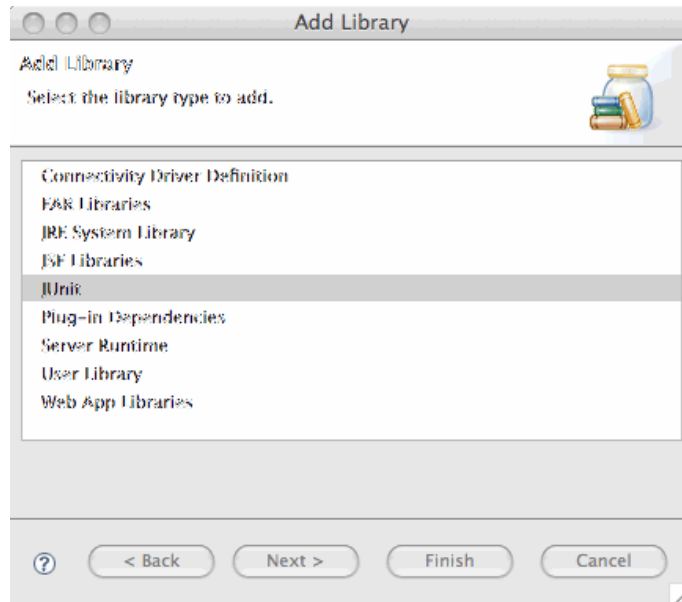 Add Library
Add Library
Select the library type to add.
Connectivity Driver Definition
EAR Libraries
JRE System Library
JSF Libraries
JUnit
Plug-in Dependencies
Server Runtime
User Library
Web App Libraries
? < Back Next > Finish Cancel